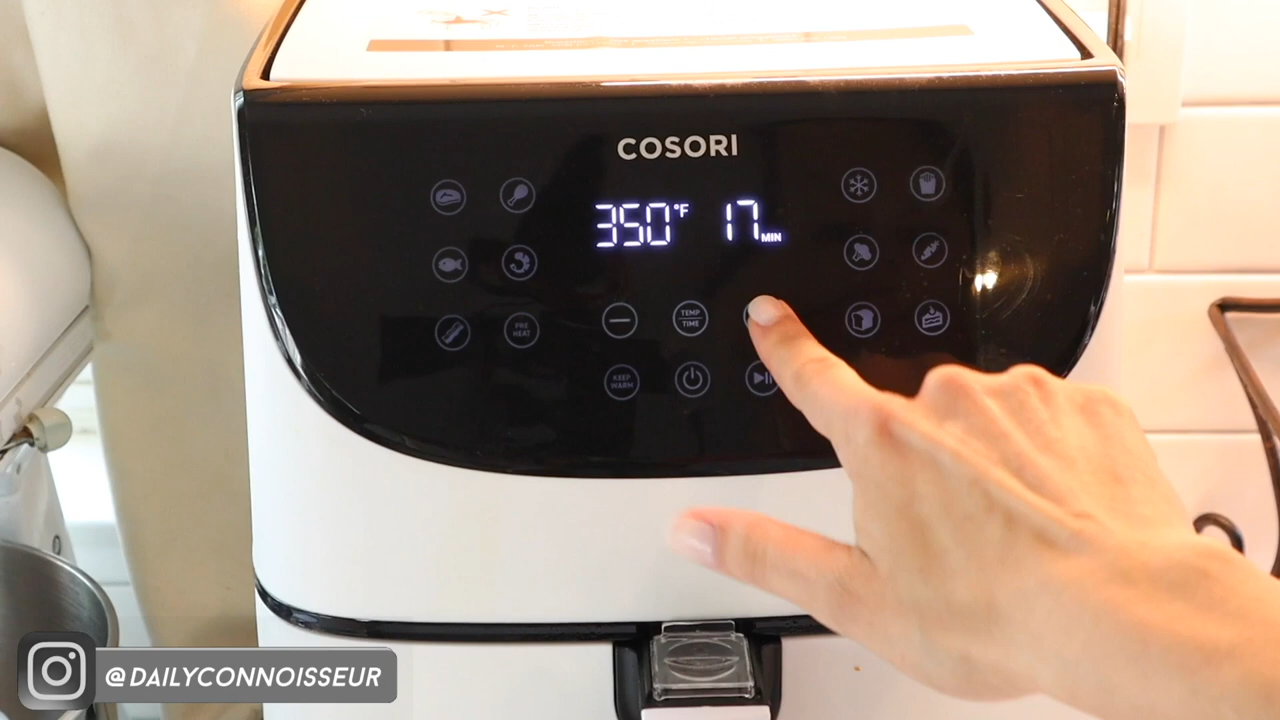 COSORI
350°F 17 MIN
PRE
HEAT
TEMP
TIME
KEEP
WARM
@DAILYCONNOISSEUR